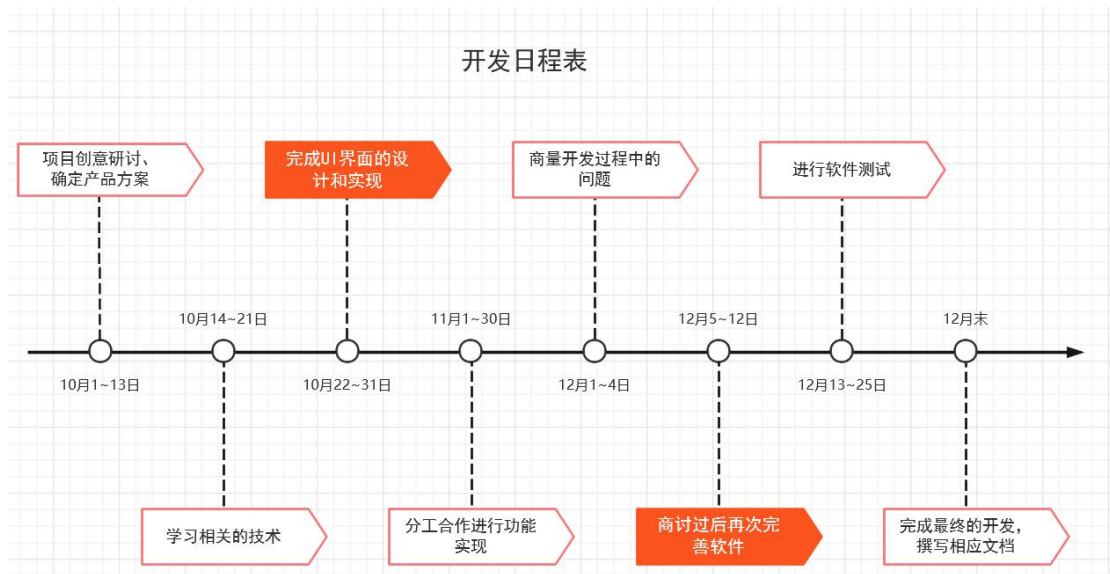 开发日程表
项目创意研讨、
确定产品方案
完成UI界面的设
计和实现
商量开发过程中的
问题
进行软件测试
10月14~21日
11月1~30日
12月5~12日
12月末
10月1~13日
10月22~31日
12月1~4日
12月13~25日
学习相关的技术
分工合作进行功能
实现
商讨过后再次完
善软件
完成最终的开发，
撰写相应文档